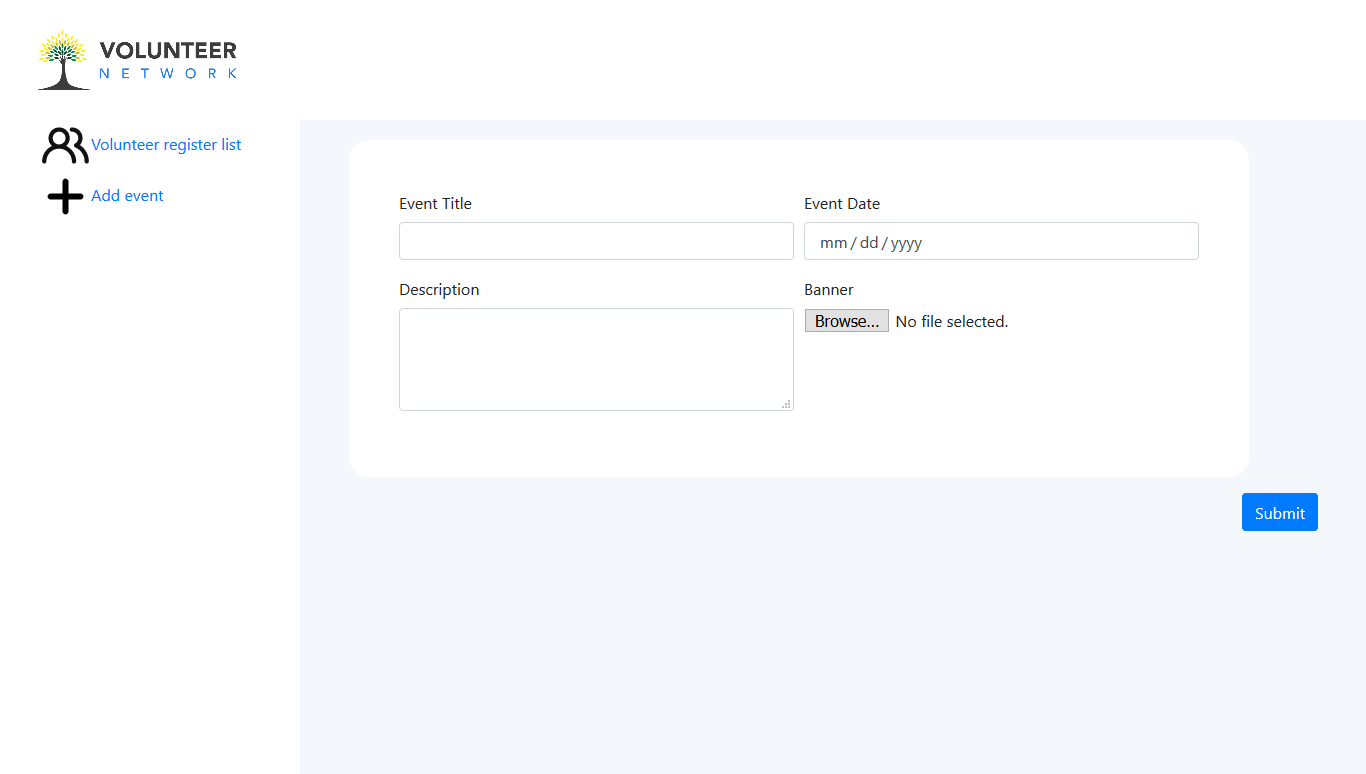 VOLUNTEER
NETWORK
Volunteer register list
Add event
Event Title
Event Date
mm/dd/yyyy
Description
Banner
Browse... No file selected.
Submit